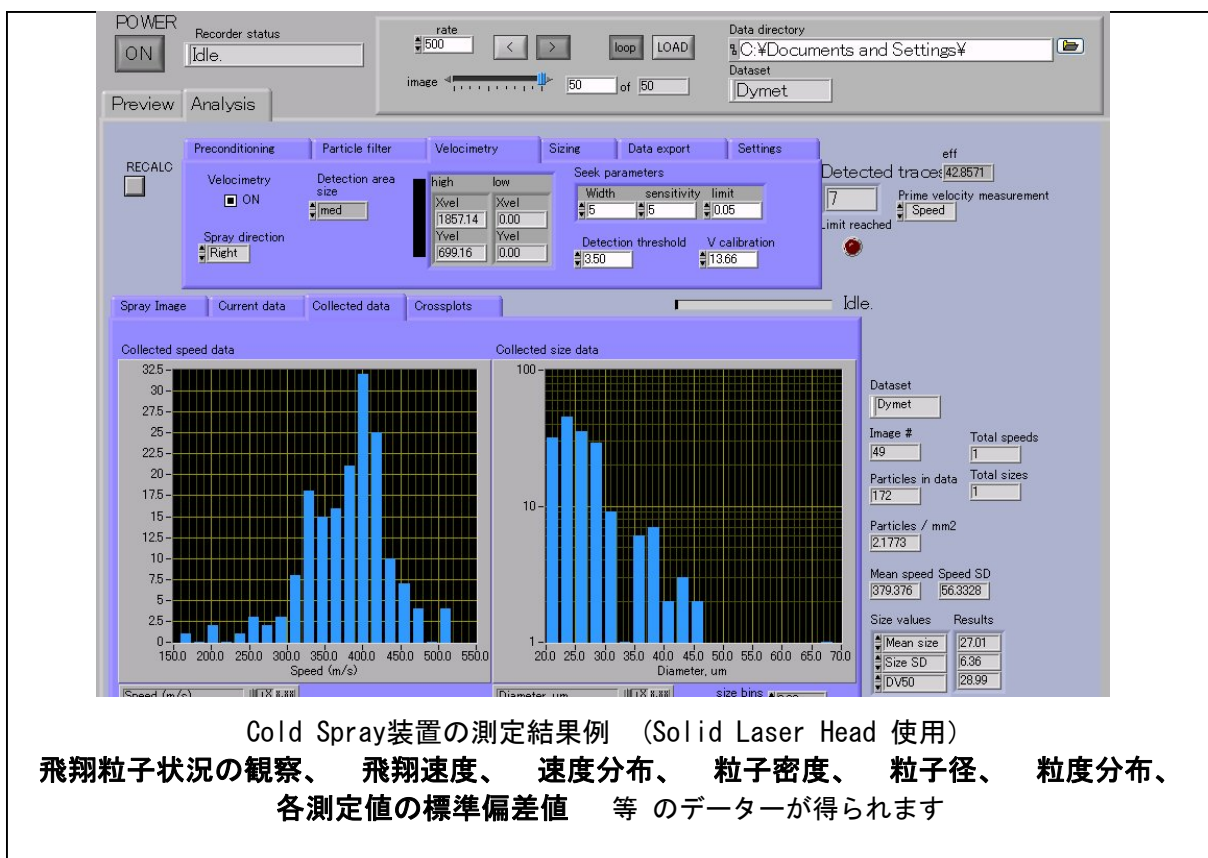 POWER
ON
Recorder status
Idle.
rate
500
<
>
loop
LOAD
image
50 of 50
Data directory
C:¥Documents and Settings¥
Dataset
Dymet
Preview
Analysis
RECALC
Preconditioning
Particle filter
Velocimetry
Sizing
Data export
Settings
Velocimetry
ON
Detection area
size
med
Spray direction
Right
high
low
Xvel
Xvel
1857.14
0.00
Yvel
Yvel
699.16
0.00
Seek parameters
Width
sensitivity
limit
5
5
0.05
Detection threshold
V calibration
3.50
13.66
eff
Detected traces
42.8571
7
Prime velocity measurement
Speed
Limit reached
Spray Image
Current data
Collected data
Crossplots
Idle.
Collected speed data
32.5
30
27.5
25
22.5
20
17.5
15
12.5
10
7.5
5
2.5
0
150.0 200.0 250.0 300.0 350.0 400.0 450.0 500.0 550.0
Speed (m/s)
Collected size data
100
10
1
20.0 25.0 30.0 35.0 40.0 45.0 50.0 55.0 60.0 65.0 70.0
Diameter, um
Speed (m/s)
Diameter, um
size bins
Dataset
Dymet
Image #
49
Total speeds
1
Particles in data
172
Total sizes
1
Particles / mm2
2.1773
Mean speed
Speed SD
379.376
56.3328
Size values
Results
Mean size
27.01
Size SD
6.36
DV50
28.99
Cold Spray装置の測定結果例 (Solid Laser Head 使用)
飛翔粒子状況の観察、 飛翔速度、 速度分布、 粒子密度、 粒子径、 粒度分布、
各測定値の標準偏差値 等 のデーターが得られます